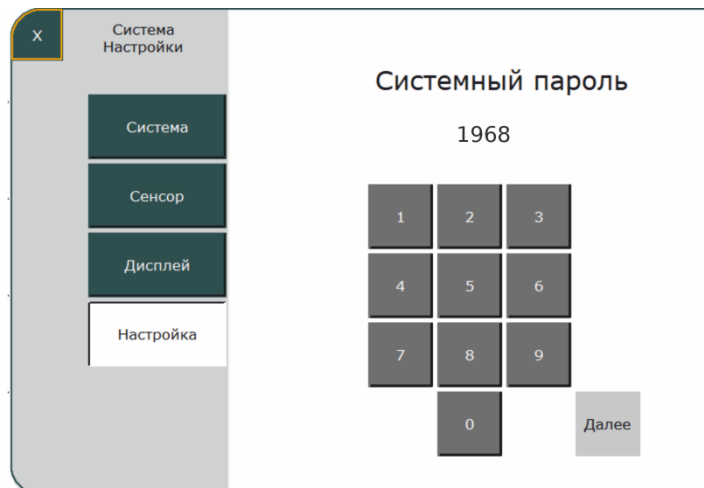 X
Система
Настройки
Система
Сенсор
Дисплей
Настройка
Системный пароль
1968
1 2 3
4 5 6
7 8 9
0 Далее